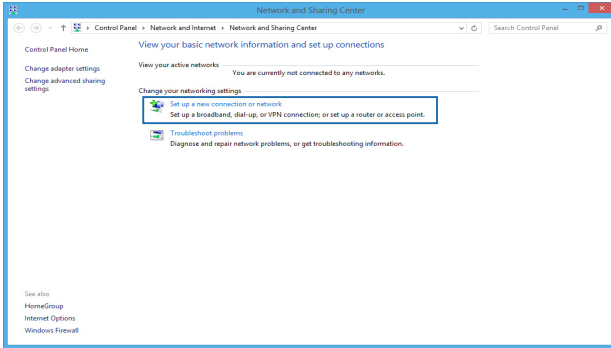 Network and Sharing Center
Control Panel Network and Internet Network and Sharing Center
Search Control Panel
Control Panel Home
Change adapter settings
Change advanced sharing
settings
View your basic network information and set up connections
View your active networks
You are currently not connected to any networks.
Change your networking settings
Set up a new connection or network
Set up a broadband, dial-up, or VPN connection; or set up a router or access point.
Troubleshoot problems
Diagnose and repair network problems, or get troubleshooting information.
See also
HomeGroup
Internet Options
Windows Firewall